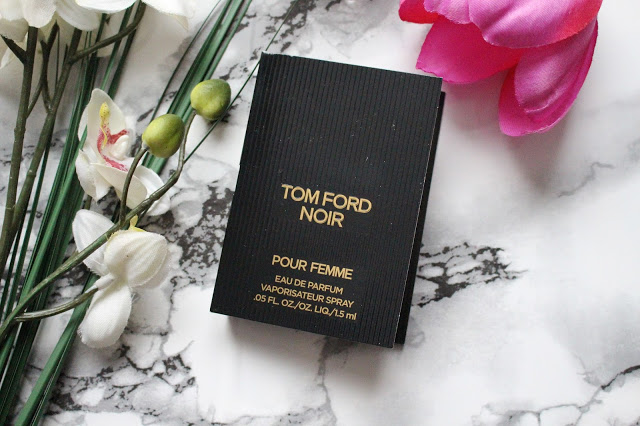 TOM FORD
NOIR
POUR FEMME
EAU DE PARFUM
VAPORISATEUR SPRAY
.05 FL. OZ./OZ. LIQ./1.5 ml